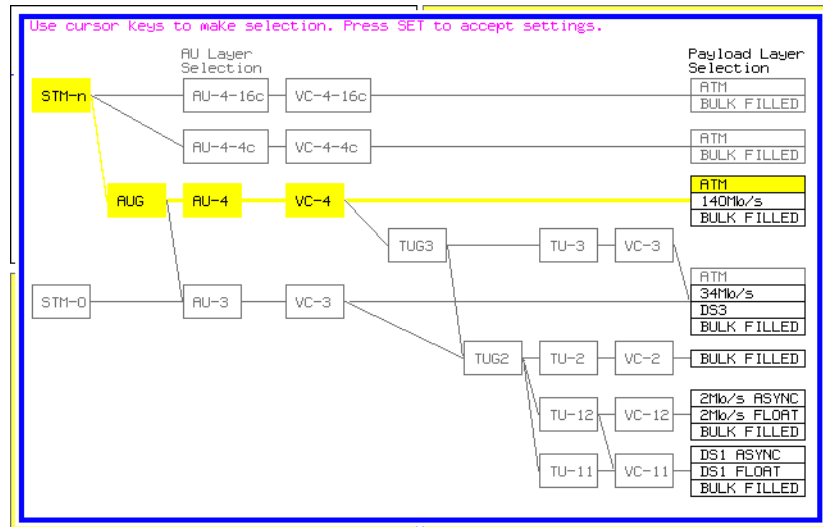 Use cursor Keys to make selection. Press SET to accept settings.
AU Layer
Selection
Payload Layer
Selection
STM-n
AU-4-16c
VC-4-16c
ATM
BULK FILLED
AU-4-4c
VC-4-4c
ATM
BULK FILLED
AUG
AU-4
VC-4
ATM
140Mb/s
BULK FILLED
TUG3
TU-3
VC-3
STM-0
AU-3
VC-3
ATM
34Mb/s
DS3
BULK FILLED
TUG2
TU-2
VC-2
BULK FILLED
TU-12
VC-12
2Mb/s ASYNC
2Mb/s FLOAT
BULK FILLED
TU-11
VC-11
DS1 ASYNC
DS1 FLOAT
BULK FILLED